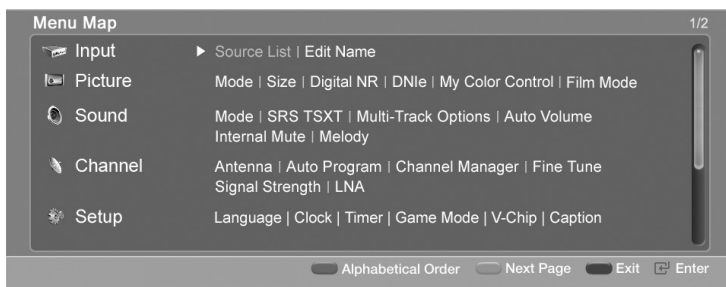 Menu Map 1/2
Input Source List | Edit Name
Picture Mode | Size | Digital NR | DNIe | My Color Control | Film Mode
Sound Mode | SRS TSXT | Multi-Track Options | Auto Volume
Internal Mute | Melody
Channel Antenna | Auto Program | Channel Manager | Fine Tune
Signal Strength | LNA
Setup Language | Clock | Timer | Game Mode | V-Chip | Caption
Alphabetical Order Next Page Exit Enter